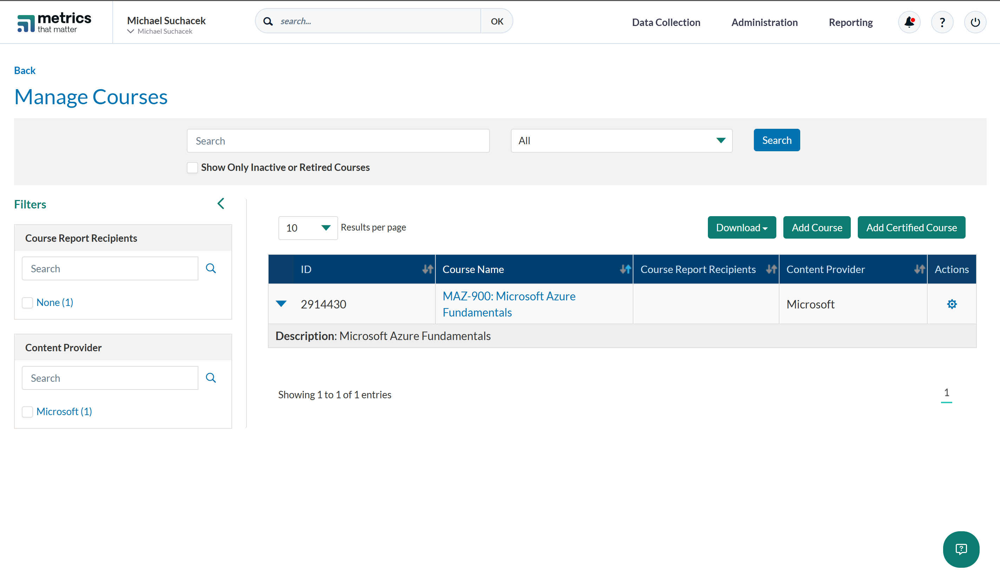 metrics
that matter
Michael Suchacek
Michael Suchacek
search...
OK
Data Collection
Administration
Reporting
?
Back
Manage Courses
Search
All
Search
Show Only Inactive or Retired Courses
Filters
Course Report Recipients
Search
None (1)
Content Provider
Search
Microsoft (1)
10
Results per page
Download
Add Course
Add Certified Course
ID
Course Name
Course Report Recipients
Content Provider
Actions
2914430
MAZ-900: Microsoft Azure
Fundamentals
Microsoft
Description: Microsoft Azure Fundamentals
Showing 1 to 1 of 1 entries
1
?